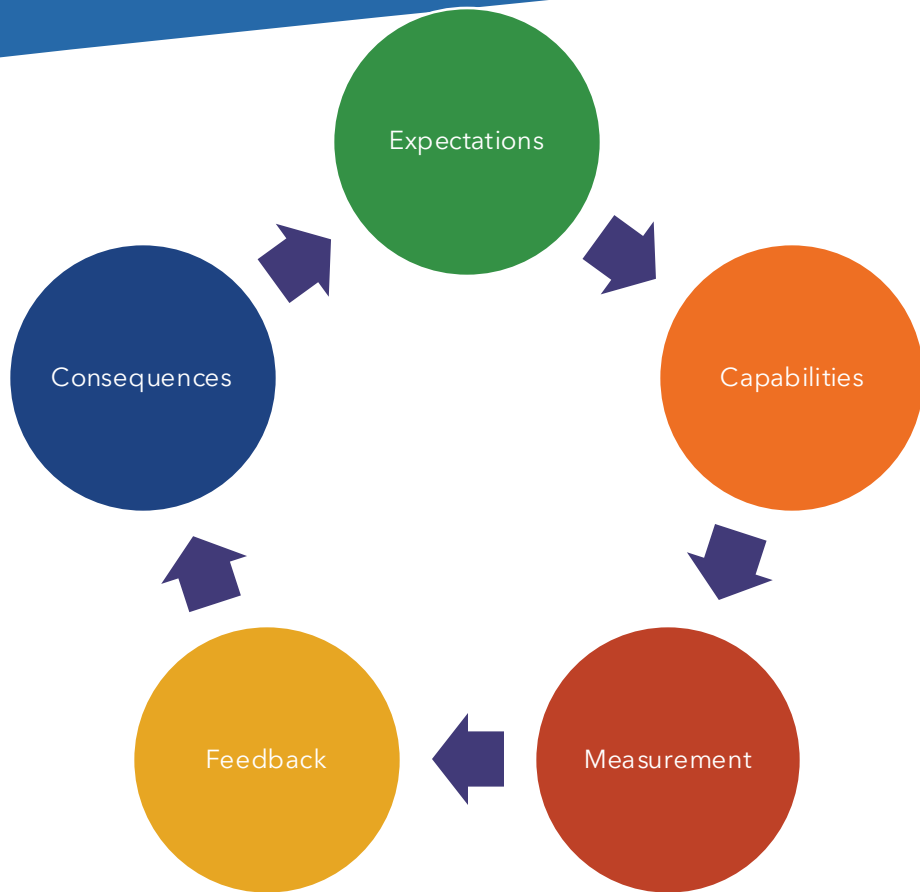 Expectations
Capabilities
Measurement
Feedback
Consequences